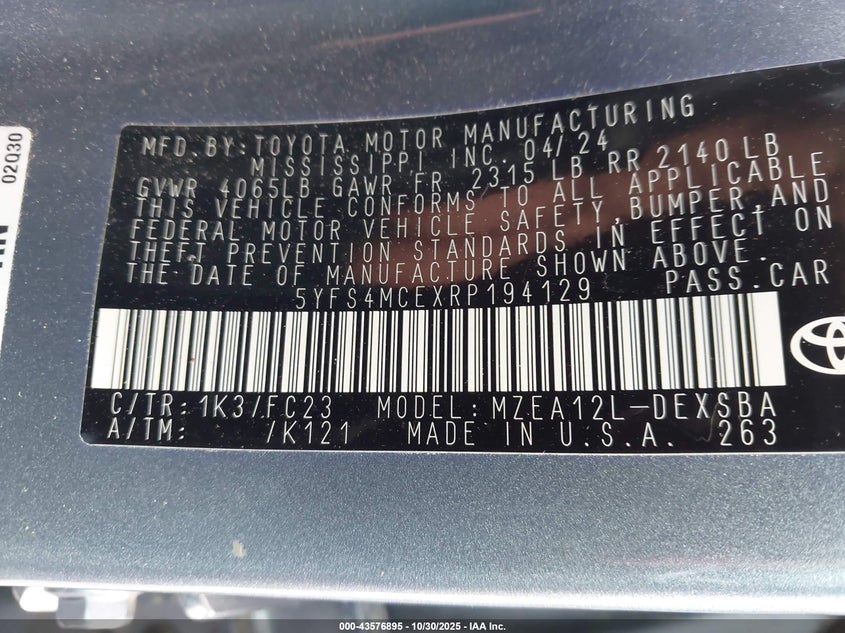 02Q30
MFD.BY:TOYOTA MOTOR MANUFACTURING
MISSISSIPPI, INC. 04/24
GVWR 4065LB GAWR FR 2315 LB RR 2140 LB
THIS VEHICLE CONFORMS TO ALL APPLICABLE
FEDERAL MOTOR VEHICLE SAFETY,BUMPER,AND
THEFT PREVENTION STANDARDS IN EFFECT ON
THE DATE OF MANUFACTURE SHOWN ABOVE.
5YFS4MCEXRP194129 PASS.CAR
C/TR:1K3/FC23 MODEL:MZEA12L-DEXSBA
A/TM: /K121 MADE IN U.S.A. 263
000-43576895 - 10/30/2025 - IAA Inc.